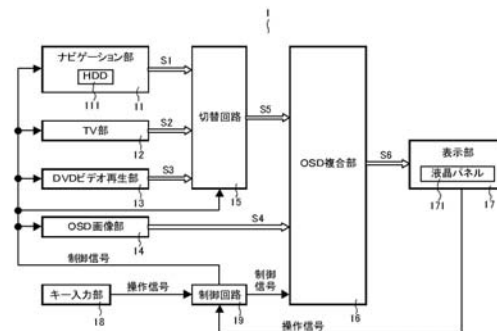 1
ナビゲーション部
HDD
111
11
S1
TV部
12
S2
DVDビデオ再生部
13
S3
OSD画像部
14
S4
切替回路
15
S5
OSD複合部
16
S6
表示部
液晶パネル
171
17
制御信号
キー入力部
18
操作信号
制御回路
19
制御
信号
操作信号